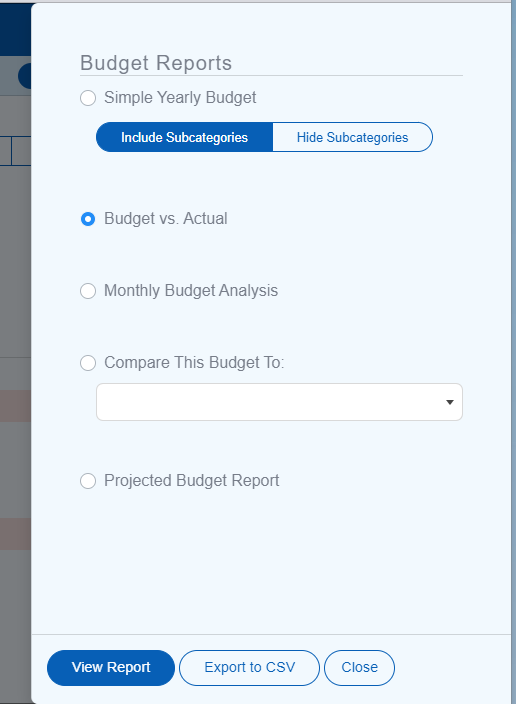 Budget Reports
Simple Yearly Budget
Include Subcategories Hide Subcategories
Budget vs. Actual
Monthly Budget Analysis
Compare This Budget To:
Projected Budget Report
View Report Export to CSV Close